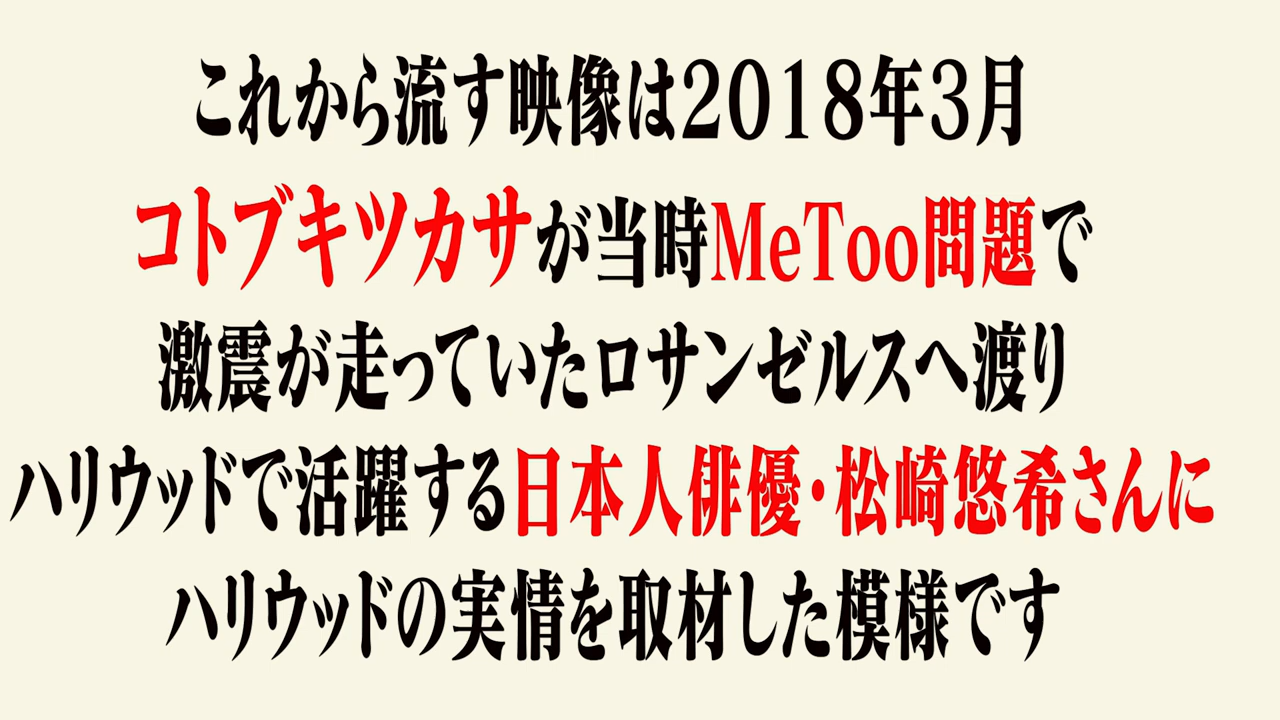 これから流す映像は2018年3月
コトブキツカサが当時MeToo問題で
激震が走っていたロサンゼルスへ渡り
ハリウッドで活躍する日本人俳優・松崎悠希さんに
ハリウッドの実情を取材した模様です